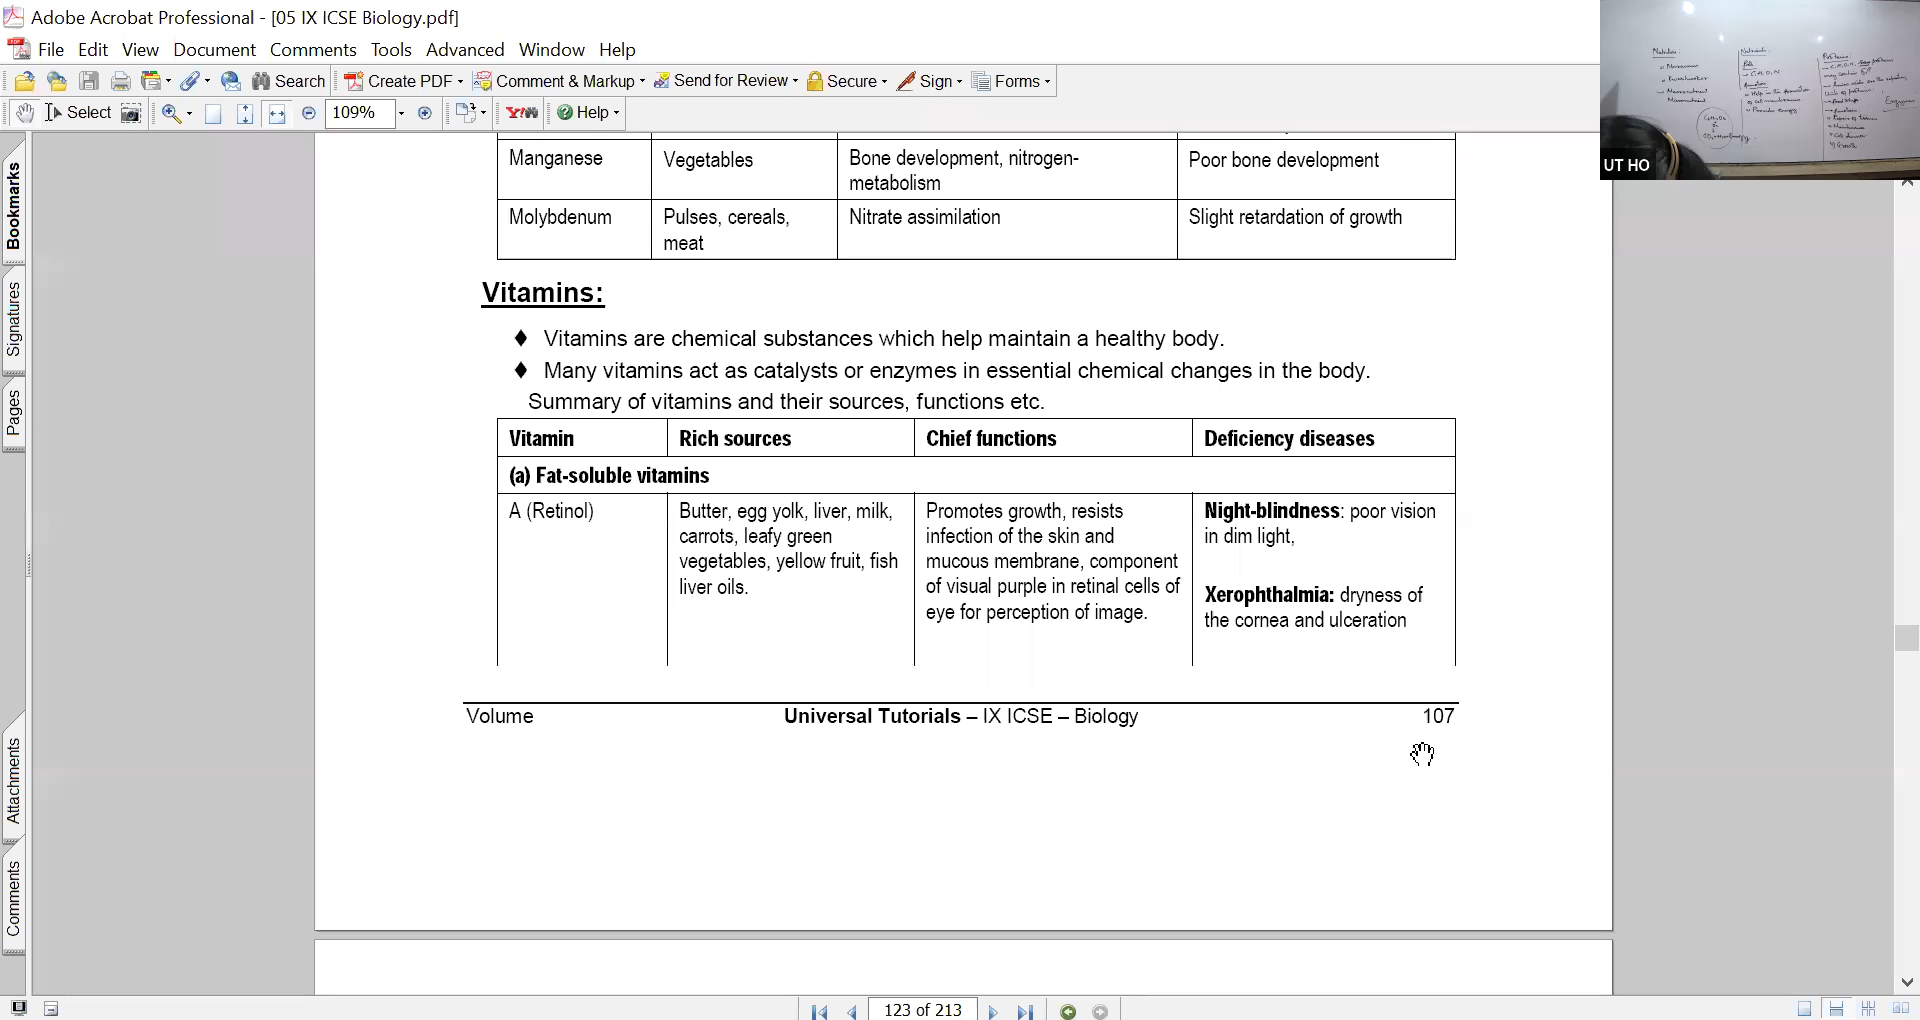 Adobe Acrobat Professional - [05 IX ICSE Biology.pdf]
File Edit View Document Comments Tools Advanced Window Help
Search Create PDF Comment & Markup Send for Review Secure Sign Forms
Select 109% Y! Help
Bookmarks
Signatures
Pages
Attachments
Comments
Manganese Vegetables Bone development, nitrogen- Poor bone development
metabolism
Molybdenum Pulses, cereals, Nitrate assimilation Slight retardation of growth
meat
Vitamins:
♦ Vitamins are chemical substances which help maintain a healthy body.
♦ Many vitamins act as catalysts or enzymes in essential chemical changes in the body.
Summary of vitamins and their sources, functions etc.
Vitamin Rich sources Chief functions Deficiency diseases
(a) Fat-soluble vitamins
A (Retinol) Butter, egg yolk, liver, milk, Promotes growth, resists Night-blindness: poor vision
carrots, leafy green infection of the skin and in dim light,
vegetables, yellow fruit, fish mucous membrane, component
liver oils. of visual purple in retinal cells of Xerophthalmia: dryness of
eye for perception of image. the cornea and ulceration
Volume Universal Tutorials – IX ICSE – Biology 107
123 of 213
UT HO
Nutrients
Proteins
Growth